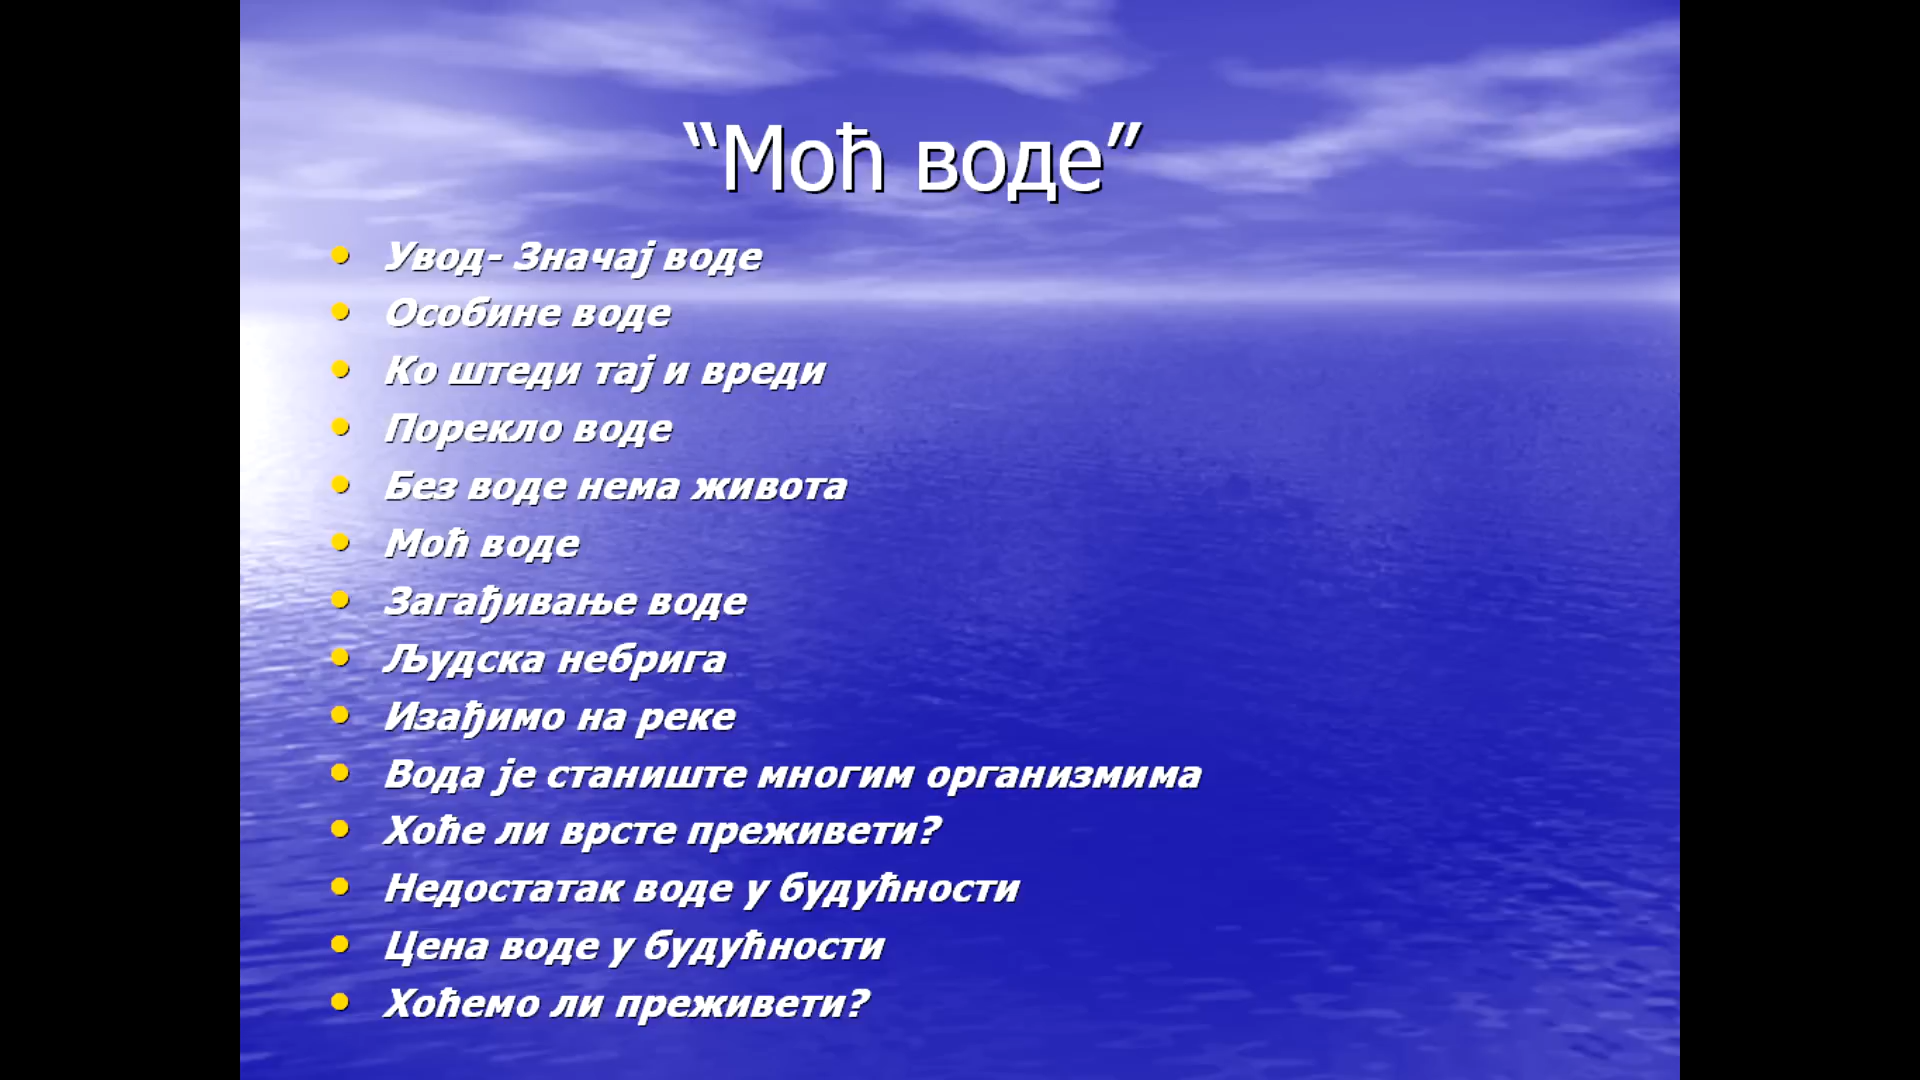 “Моћ воде”
• Увод- Значај воде
• Особине воде
• Ко штеди тај и вреди
• Порекло воде
• Без воде нема живота
• Моћ воде
• Загађивање воде
• Људска небрига
• Изађимо на реке
• Вода је станиште многим организмима
• Хоће ли врсте преживети?
• Недостатак воде у будућности
• Цена воде у будућности
• Хоћемо ли преживети?